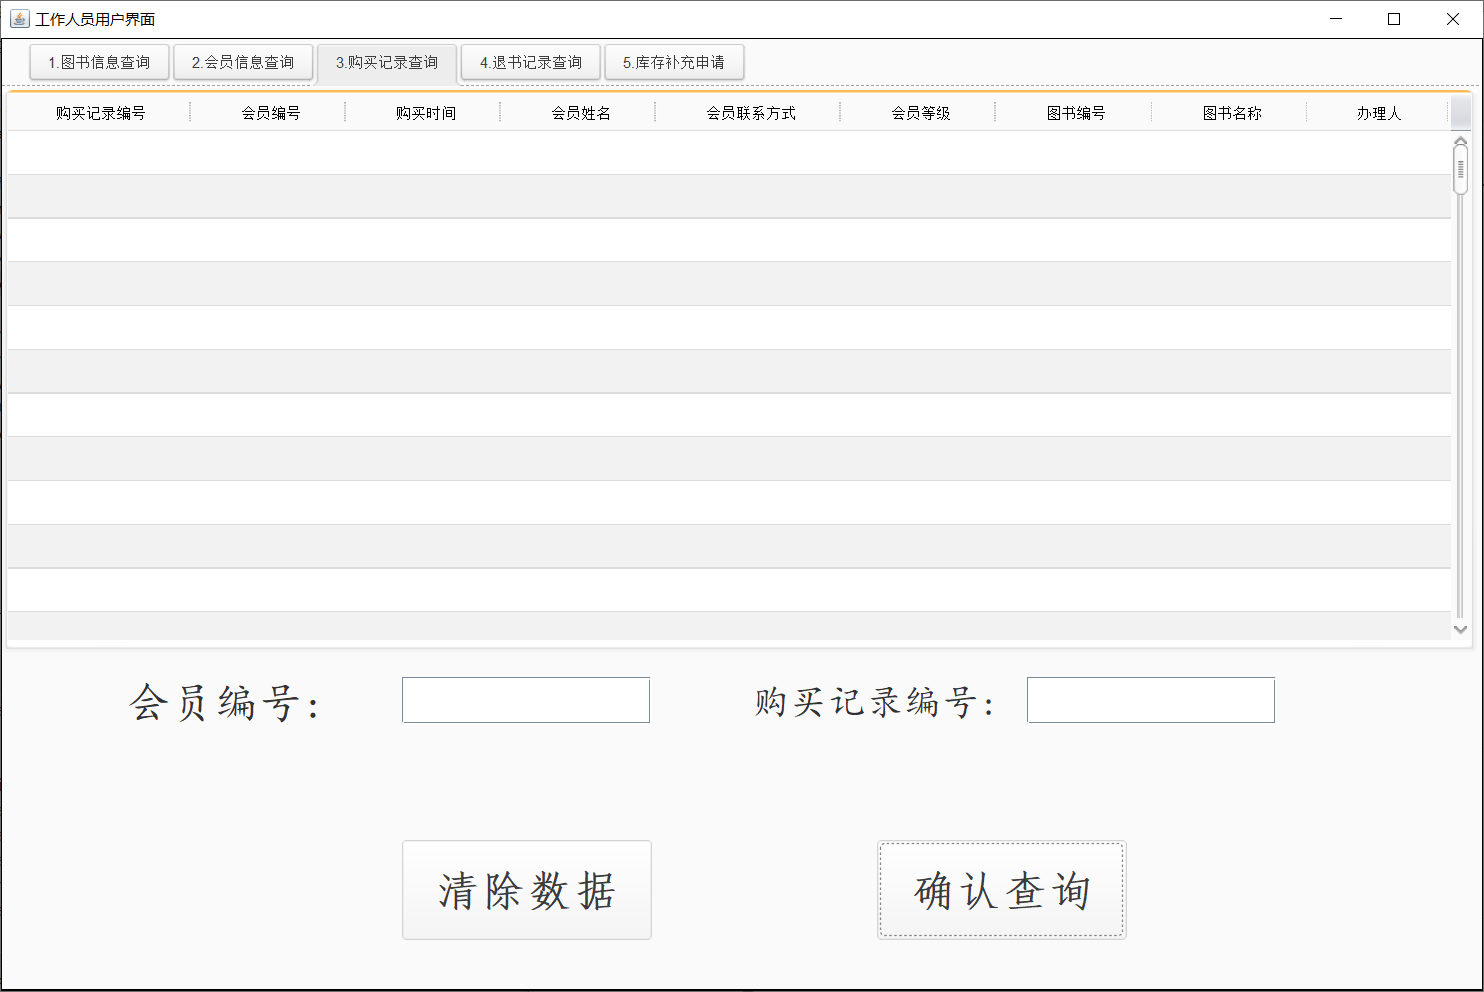 工作人员用户界面
1.图书信息查询 2.会员信息查询 3.购买记录查询 4.退书记录查询 5.库存补充申请
购买记录编号 会员编号 购买时间 会员姓名 会员联系方式 会员等级 图书编号 图书名称 办理人
会员编号： 购买记录编号：
清除数据 确认查询